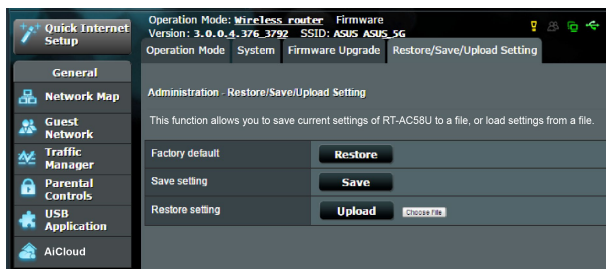 Quick Internet
Setup
General
Network Map
Guest
Network
Traffic
Manager
Parental
Controls
USB
Application
AiCloud
Operation Mode: Wireless router Firmware
Version: 3.0.0.4.376_3792 SSID: ASUS ASUS_5G
Operation Mode System Firmware Upgrade Restore/Save/Upload Setting
Administration - Restore/Save/Upload Setting
This function allows you to save current settings of RT-AC58U to a file, or load settings from a file.
Factory default Restore
Save setting Save
Restore setting Upload Choose File